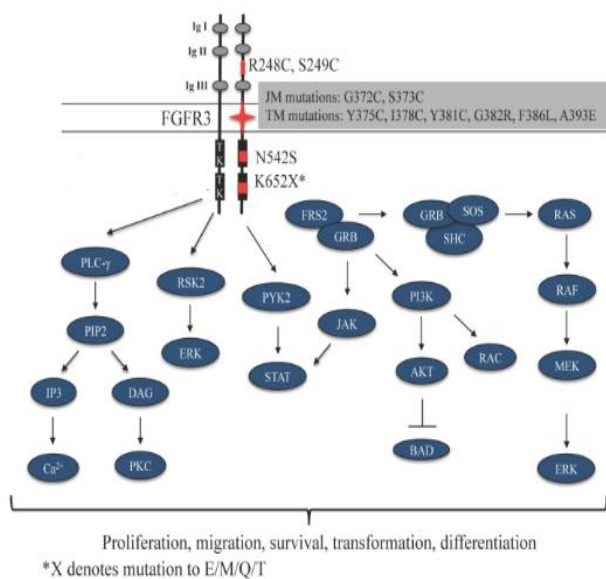 Ig I
Ig II
R248C, S249C
Ig III
JM mutations: G372C, S373C
FGFR3
TM mutations: Y375C, I378C, Y381C, G382R, F386L, A393E
TK
N542S
TK
K652X*
FRS2
GRB
SOS
RAS
GRB
SHC
PLC-γ
RSK2
PYK2
PI3K
RAF
PIP2
JAK
ERK
STAT
AKT
RAC
MEK
IP3
DAG
BAD
Ca²⁺
PKC
ERK
Proliferation, migration, survival, transformation, differentiation
*X denotes mutation to E/M/Q/T